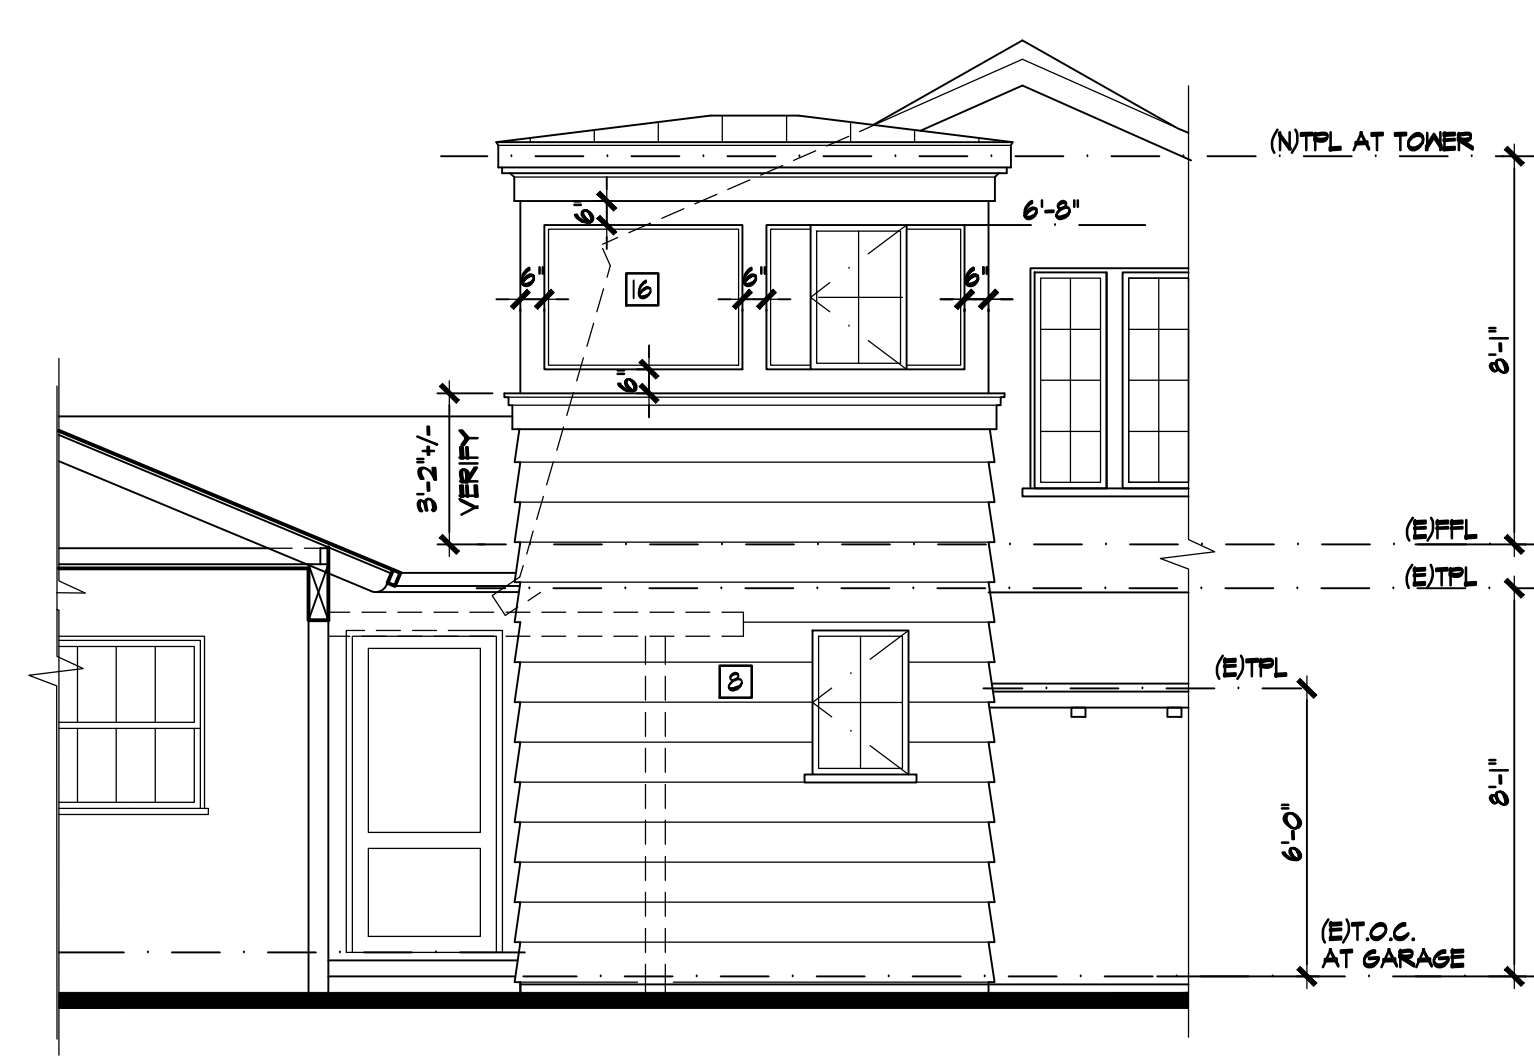 (N)TPL AT TOWER
6'-8"
6"
6"
6"
6"
16
6"
8'-1"
3'-2"+/-
VERIFY
(E)FFL
(E)TPL
(E)TPL
8
8'-1"
6'-0"
(E)T.O.C.
AT GARAGE